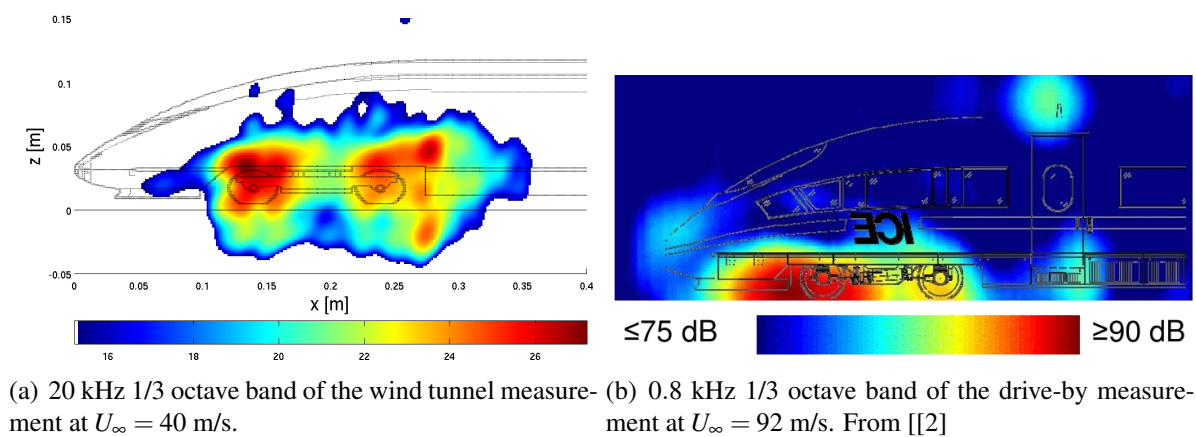 0.15
0.1
0.05
0
-0.05
z [m]
0 0.05 0.1 0.15 0.2 0.25 0.3 0.35 0.4
x [m]
16 18 20 22 24 26
ICE
≤75 dB ≥90 dB
(a) 20 kHz 1/3 octave band of the wind tunnel measure-
ment at U∞ = 40 m/s.
(b) 0.8 kHz 1/3 octave band of the drive-by measure-
ment at U∞ = 92 m/s. From [[2]